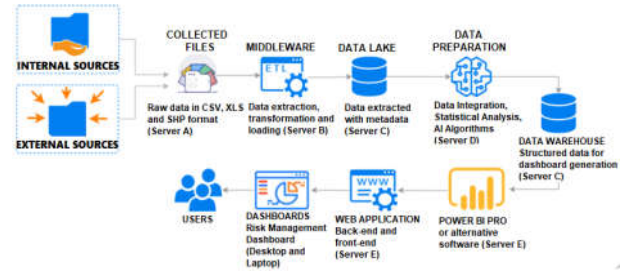 COLLECTED
FILES
MIDDLEWARE
DATA LAKE
DATA
PREPARATION
INTERNAL SOURCES
ETL
Raw data in CSV, XLS
and SHP format
(Server A)
Data extraction,
transformation and
loading (Server B)
Data extracted
with metadata
(Server C)
Data Integration,
Statistical Analysis,
AI Algorithms
(Server D)
EXTERNAL SOURCES
DATA WAREHOUSE
Structured data for
dashboard generation
(Server C)
WWW
USERS
DASHBOARDS
Risk Management
Dashboard
(Desktop and
Laptop)
WEB APPLICATION
Back-end and
front-end
(Server E)
POWER BI PRO
or alternative
software (Server E)